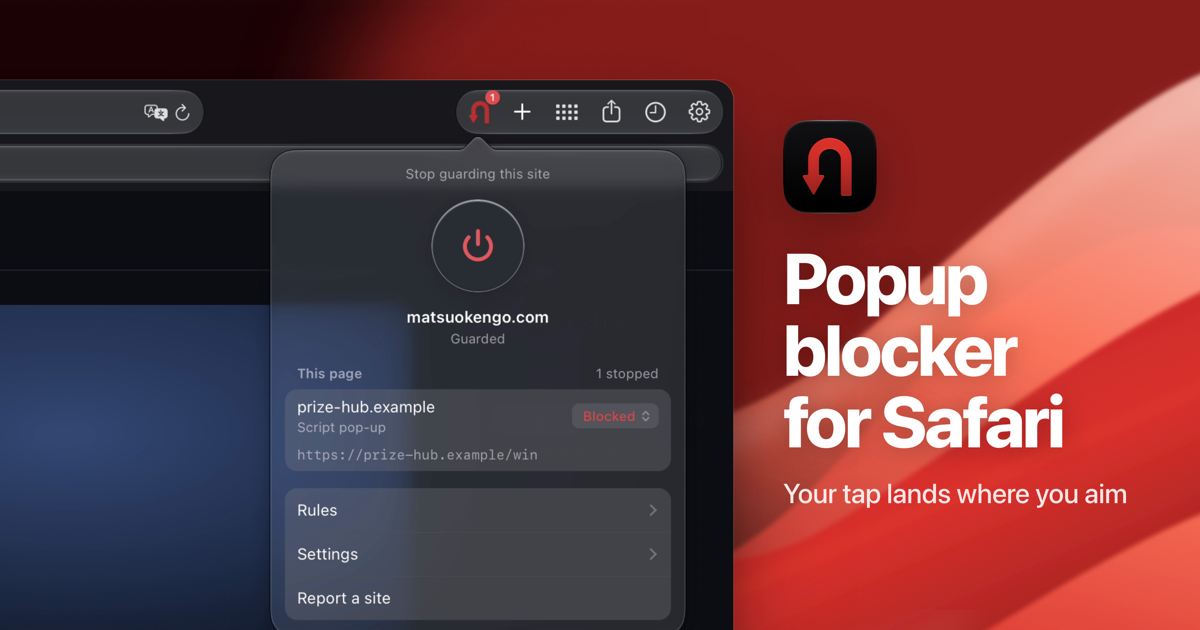 1
Stop guarding this site
matsuokengo.com
Guarded
This page
1 stopped
prize-hub.example
Blocked
Script pop-up
https://prize-hub.example/win
Rules
Settings
Report a site
Popup
blocker
for Safari
Your tap lands where you aim